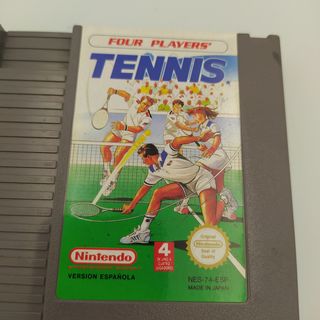 FOUR PLAYERS'
TENNIS
Nintendo
VERSION ESPAÑOLA
4
Original
Nintendo
Seal of
Quality
NES-74-ESP
MADE IN JAPAN